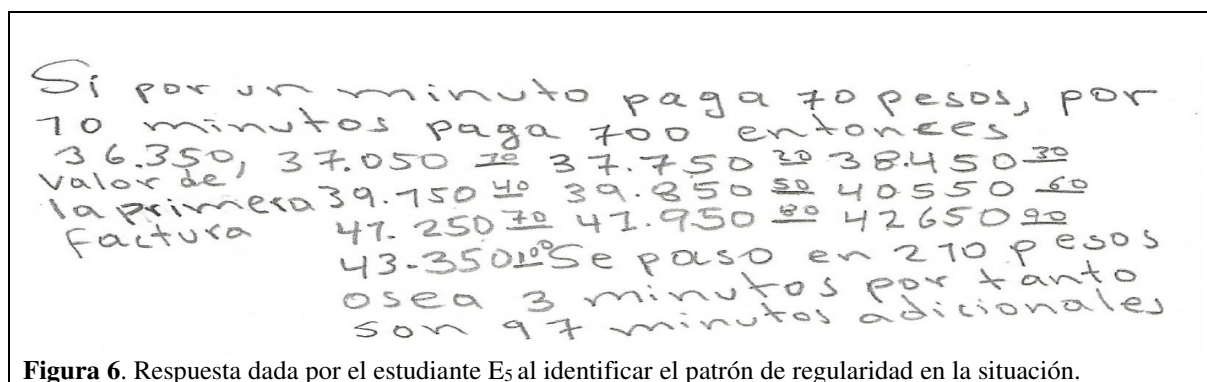 Si por un minuto paga 70 pesos, por
10 minutos paga 700 entonces
36.350, 37.050 10 37.750 20 38.450 30
valor de la primera factura 39.150 40 39.850 50 40550 60
41.250 70 41.950 80 42650 90
43.350 100 Se paso en 210 pesos
osea 3 minutos por tanto
son 97 minutos adicionales
Figura 6. Respuesta dada por el estudiante E5 al identificar el patrón de regularidad en la situación.